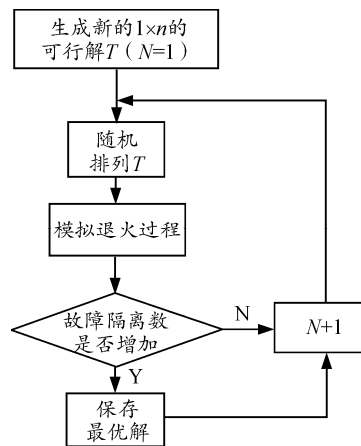 生成新的1×n的
可行解T（N=1）
随机
排列T
模拟退火过程
故障隔离数
是否增加
N
N+1
Y
保存
最优解